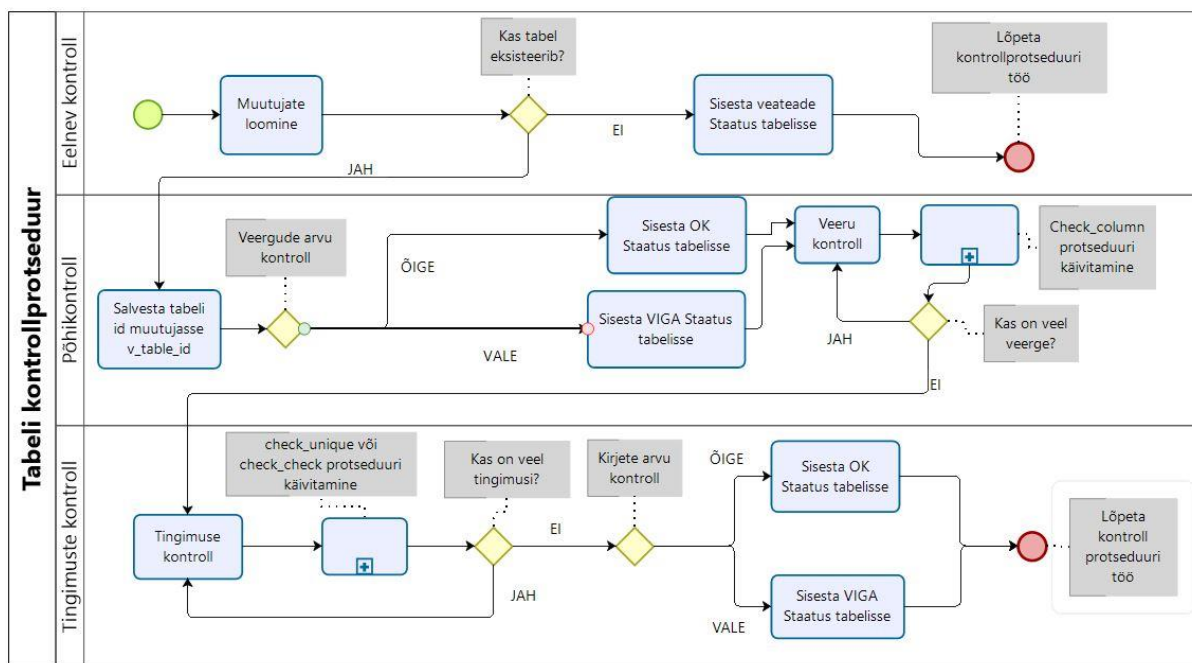 Tabeli kontrollprotseduur
Eelnev kontroll
Muutujate
loomine
Kas tabel
eksisteerib?
EI
JAH
Sisesta veateade
Staatus tabelisse
Lõpeta
kontrollprotseduuri
töö
Põhikontroll
Salvesta tabeli
id muutujasse
v_table_id
Veergude arvu
kontroll
ÕIGE
VALE
Sisesta OK
Staatus tabelisse
Sisesta VIGA Staatus
tabelisse
Veeru
kontroll
Check_column
protseduuri
käivitamine
JAH
Kas on veel
veerge?
EI
Tingimuste kontroll
Tingimuse
kontroll
check_unique või
check_check protseduuri
käivitamine
Kas on veel
tingimusi?
EI
JAH
Kirjete arvu
kontroll
ÕIGE
VALE
Sisesta OK
Staatus tabelisse
Sisesta VIGA
Staatus tabelisse
Lõpeta
kontroll
protseduuri
töö